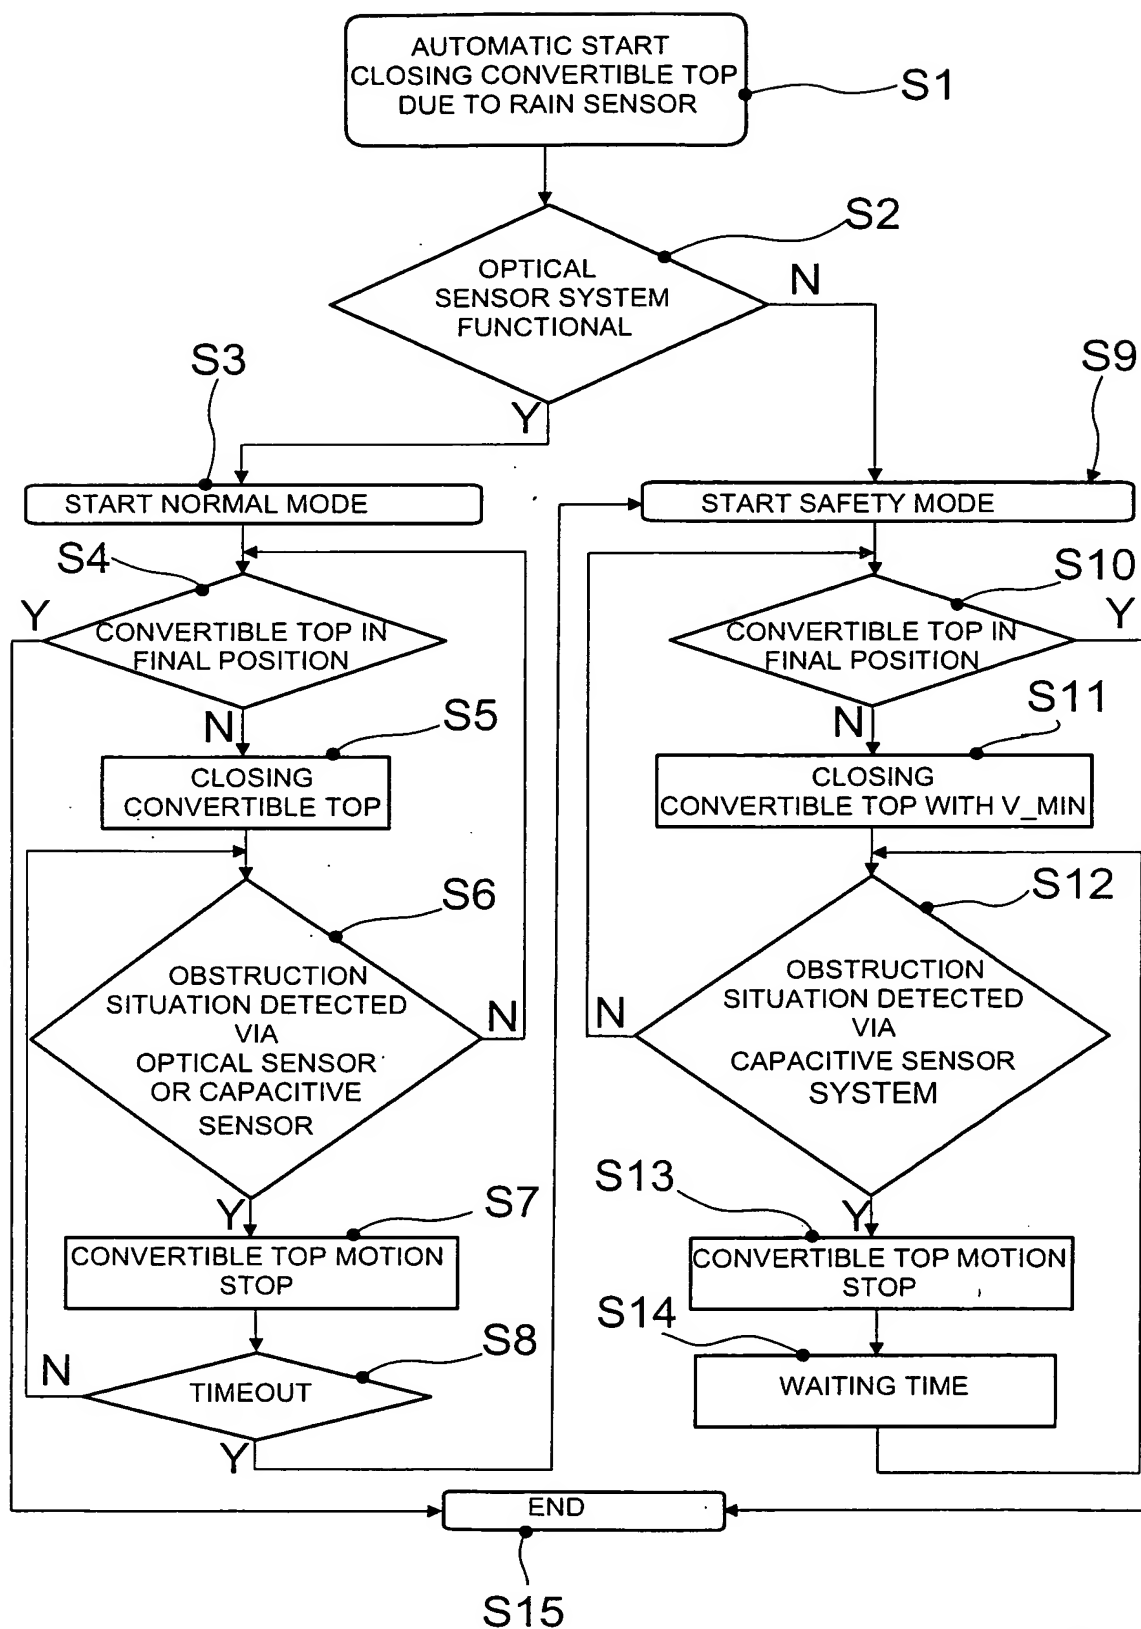 AUTOMATIC START
CLOSING CONVERTIBLE TOP
DUE TO RAIN SENSOR
S1
S2
OPTICAL
SENSOR SYSTEM
FUNCTIONAL
N
Y
S3
S9
START NORMAL MODE
START SAFETY MODE
S4
Y
CONVERTIBLE TOP IN
FINAL POSITION
N
S10
Y
CONVERTIBLE TOP IN
FINAL POSITION
N
S5
CLOSING
CONVERTIBLE TOP
S11
CLOSING
CONVERTIBLE TOP WITH V_MIN
S6
OBSTRUCTION
SITUATION DETECTED
VIA
OPTICAL SENSOR
OR CAPACITIVE
SENSOR
N
Y
S12
OBSTRUCTION
SITUATION DETECTED
VIA
CAPACITIVE SENSOR
SYSTEM
N
Y
S7
CONVERTIBLE TOP MOTION
STOP
S13
CONVERTIBLE TOP MOTION
STOP
S8
TIMEOUT
N
Y
S14
WAITING TIME
END
S15